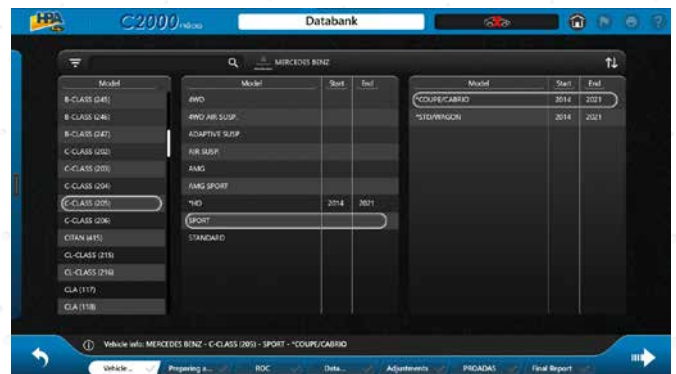 HPA C2000 Databank
MERCEDES BENZ
Model Model Start End Model Start End
B-CLASS (245) 4WD *COUPE/CABRIO 2014 2021
B-CLASS (246) 4WD AIR SUSP. *STD/WAGON 2014 2021
B-CLASS (247) ADAPTIVE SUSP.
C-CLASS (202) AIR SUSP.
C-CLASS (203) AMG
C-CLASS (204) AMG SPORT
C-CLASS (205) *HD 2014 2021
C-CLASS (206) SPORT
CITAN (415) STANDARD
CL-CLASS (215)
CL-CLASS (216)
CLA (117)
CLA (118)
Vehicle info: MERCEDES BENZ - C-CLASS (205) - SPORT - *COUPE/CABRIO
Vehicle... Preparing a... ROC Data... Adjustments PROADAS Final Report